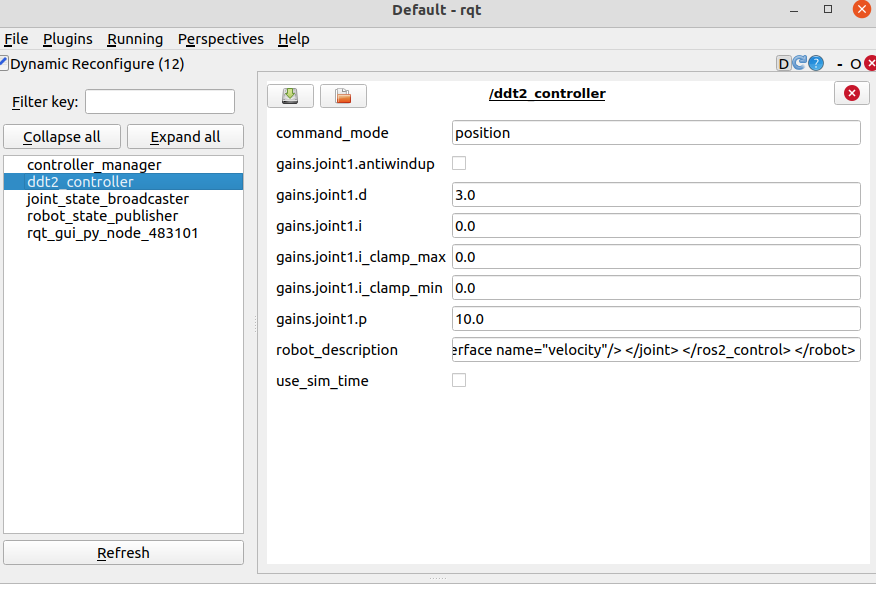 Default - rqt
File Plugins Running Perspectives Help
Dynamic Reconfigure (12)
D ? - O
Filter key:
Collapse all Expand all
controller_manager
ddt2_controller
joint_state_broadcaster
robot_state_publisher
rqt_gui_py_node_483101
Refresh
/ddt2_controller
command_mode position
gains.joint1.antiwindup
gains.joint1.d 3.0
gains.joint1.i 0.0
gains.joint1.i_clamp_max 0.0
gains.joint1.i_clamp_min 0.0
gains.joint1.p 10.0
robot_description erface name="velocity"/> </joint> </ros2_control> </robot>
use_sim_time